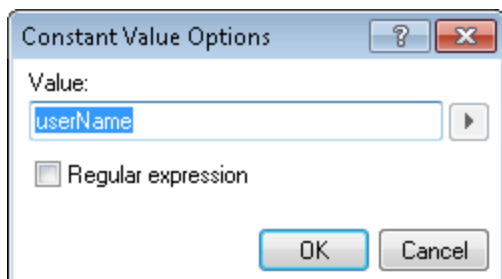 Constant Value Options
?
Value:
userName
Regular expression
OK
Cancel